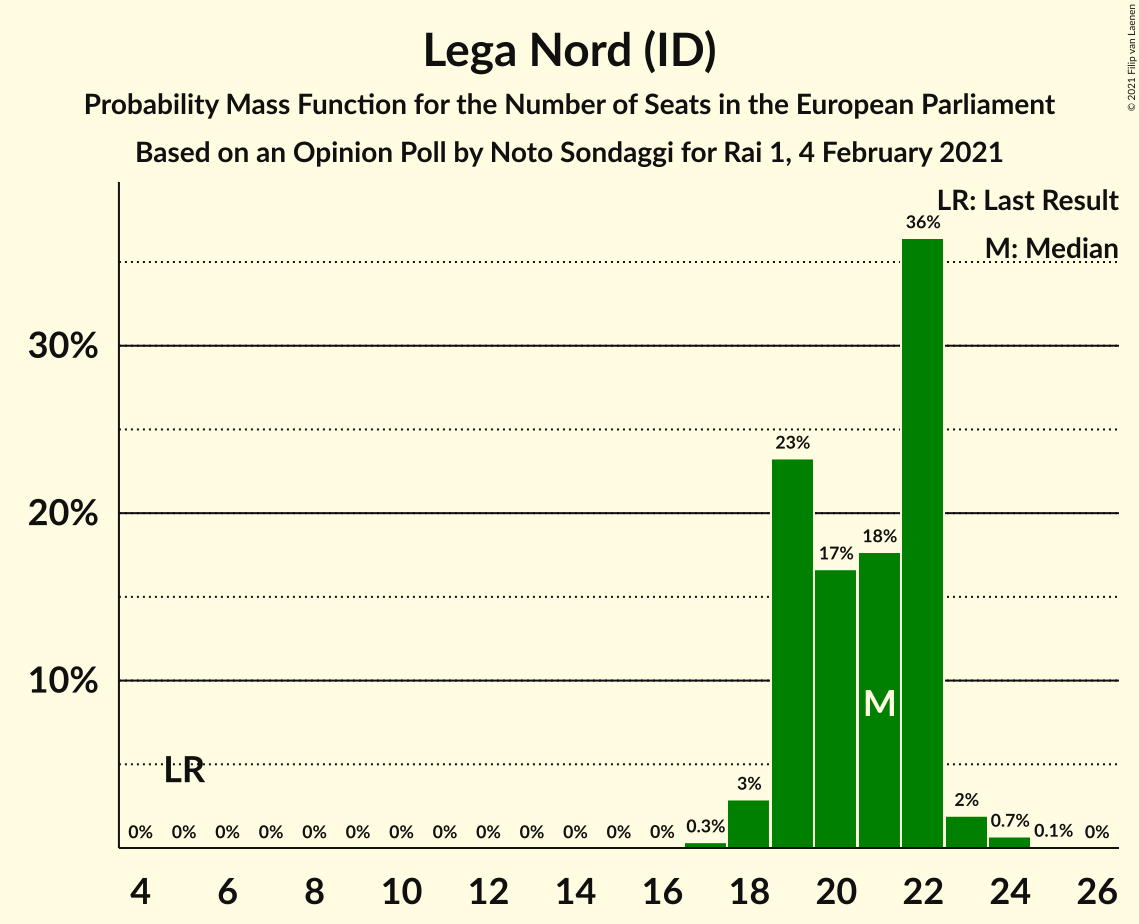 Lega Nord (ID)
Probability Mass Function for the Number of Seats in the European Parliament
Based on an Opinion Poll by Noto Sondaggi for Rai 1, 4 February 2021
© 2021 Filip van Laenen
LR: Last Result
M: Median
36%
30%
23%
20%
18%
17%
10%
M
LR
3%
2%
0% 0% 0% 0% 0% 0% 0% 0% 0% 0% 0% 0% 0% 0.3% 0.7% 0.1% 0%
4 6 8 10 12 14 16 18 20 22 24 26